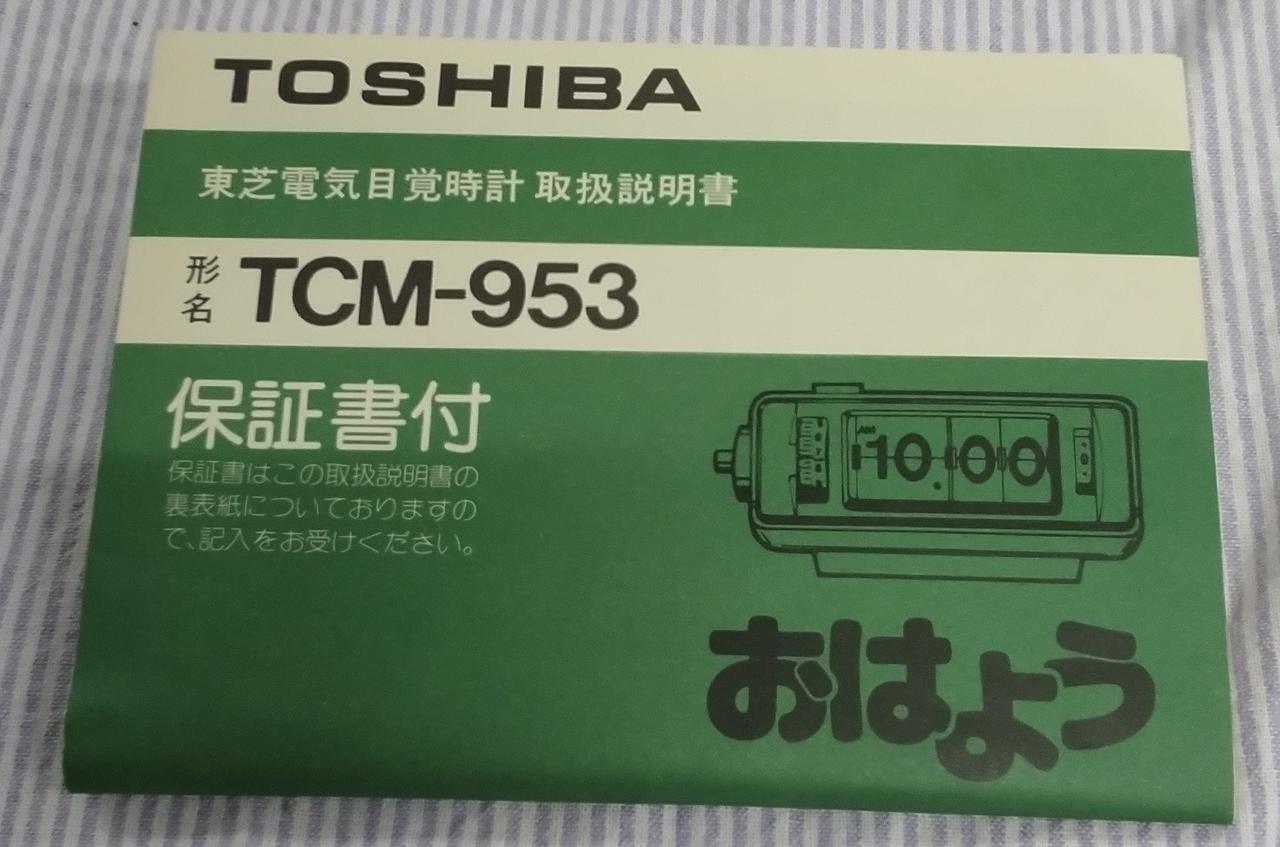 TOSHIBA
東芝電気目覚時計 取扱説明書
形名 TCM-953
保証書付
保証書はこの取扱説明書の
裏表紙についておりますの
で、記入をお受けください。
AM
10 00
おはよう